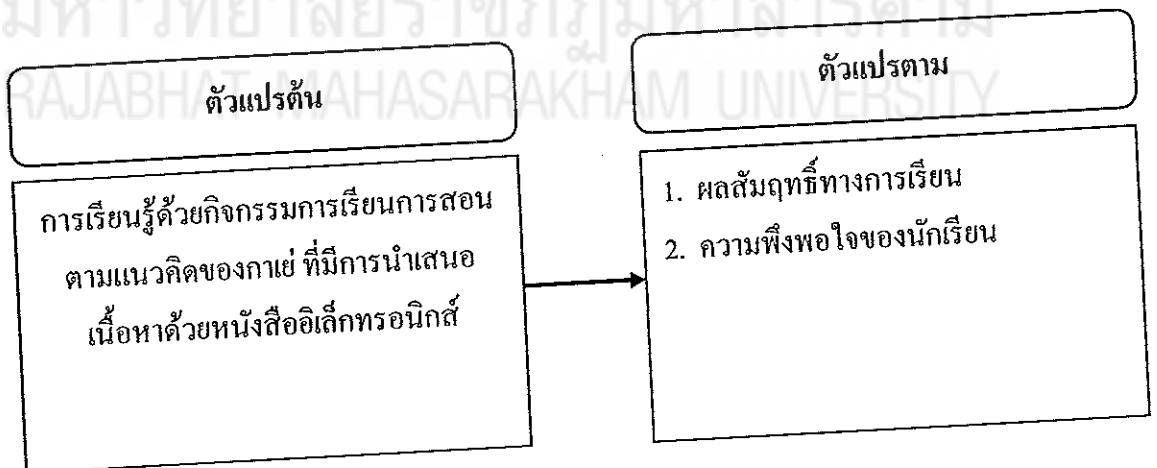 มหาวิทยาลัยราชภัฏมหาสารคาม
RAJABHAT MAHASARAKHAM UNIVERSITY
ตัวแปรต้น
การเรียนรู้ด้วยกิจกรรมการเรียนการสอน
ตามแนวคิดของกาเย่ ที่มีการนำเสนอ
เนื้อหาด้วยหนังสืออิเล็กทรอนิกส์
ตัวแปรตาม
1. ผลสัมฤทธิ์ทางการเรียน
2. ความพึงพอใจของนักเรียน